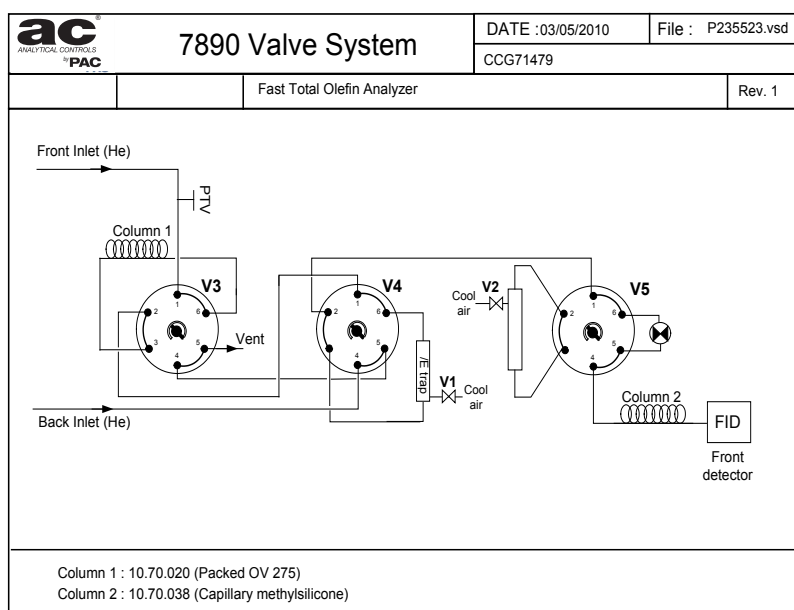 ac®
ANALYTICAL CONTROLS
by PAC
7890 Valve System
DATE :03/05/2010
File : P235523.vsd
CCG71479
Fast Total Olefin Analyzer
Rev. 1
Front Inlet (He)
PTV
Column 1
V3
1
2
3
4
5
6
Vent
V4
1
2
4
5
6
/E trap
V1
Cool
air
Back Inlet (He)
V2
Cool
air
V5
1
2
4
5
6
Column 2
FID
Front
detector
Column 1 : 10.70.020 (Packed OV 275)
Column 2 : 10.70.038 (Capillary methylsilicone)